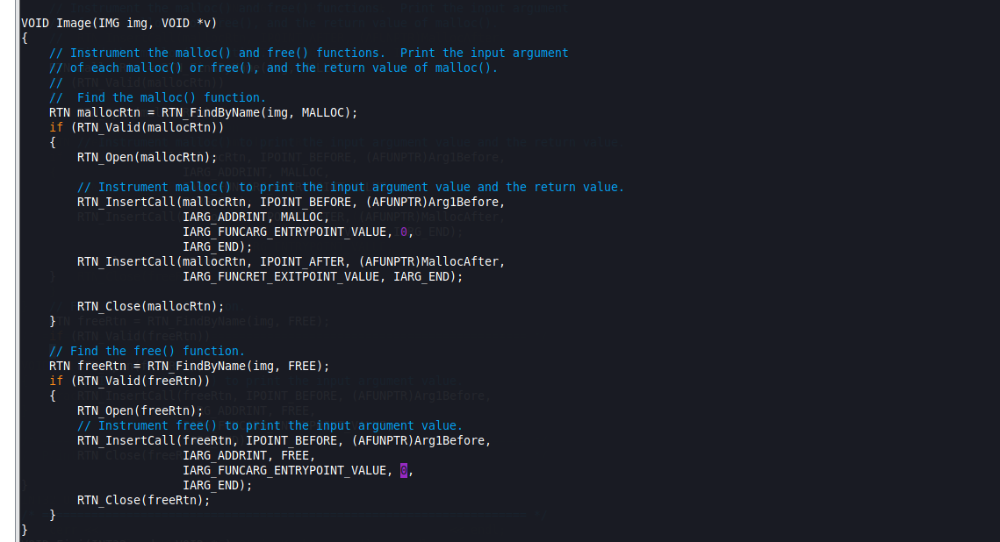 VOID Image(IMG img, VOID *v)
{
    // Instrument the malloc() and free() functions.  Print the input argument
    // of each malloc() or free(), and the return value of malloc().
    //
    //  Find the malloc() function.
    RTN mallocRtn = RTN_FindByName(img, MALLOC);
    if (RTN_Valid(mallocRtn))
    {
        RTN_Open(mallocRtn);

        // Instrument malloc() to print the input argument value and the return value.
        RTN_InsertCall(mallocRtn, IPOINT_BEFORE, (AFUNPTR)Arg1Before,
                       IARG_ADDRINT, MALLOC,
                       IARG_FUNCARG_ENTRYPOINT_VALUE, 0,
                       IARG_END);
        RTN_InsertCall(mallocRtn, IPOINT_AFTER, (AFUNPTR)MallocAfter,
                       IARG_FUNCRET_EXITPOINT_VALUE, IARG_END);

        RTN_Close(mallocRtn);
    }

    // Find the free() function.
    RTN freeRtn = RTN_FindByName(img, FREE);
    if (RTN_Valid(freeRtn))
    {
        RTN_Open(freeRtn);
        // Instrument free() to print the input argument value.
        RTN_InsertCall(freeRtn, IPOINT_BEFORE, (AFUNPTR)Arg1Before,
                       IARG_ADDRINT, FREE,
                       IARG_FUNCARG_ENTRYPOINT_VALUE, 0,
                       IARG_END);
        RTN_Close(freeRtn);
    }
}